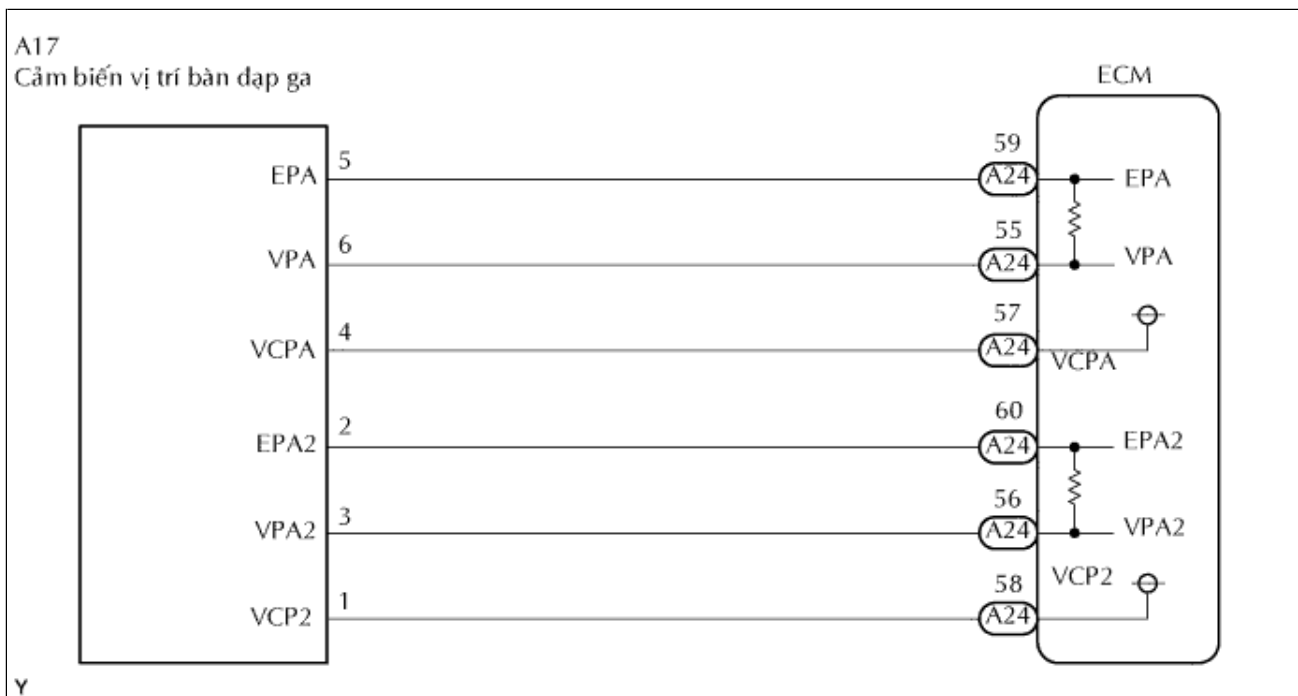 A17
Cảm biến vị trí bàn đạp ga
ECM
EPA 5 59 A24 EPA
VPA 6 55 A24 VPA
VCPA 4 57 A24 VCPA
EPA2 2 60 A24 EPA2
VPA2 3 56 A24 VPA2
VCP2 1 58 A24 VCP2
Y